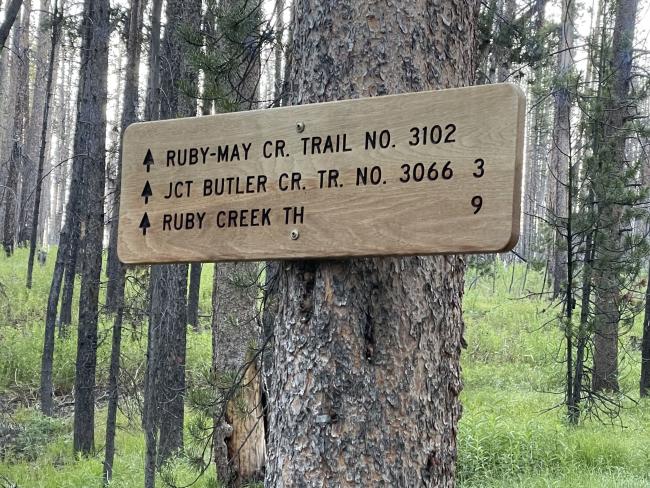 RUBY-MAY CR. TRAIL NO. 3102
JCT BUTLER CR. TR. NO. 3066 3
RUBY CREEK TH 9